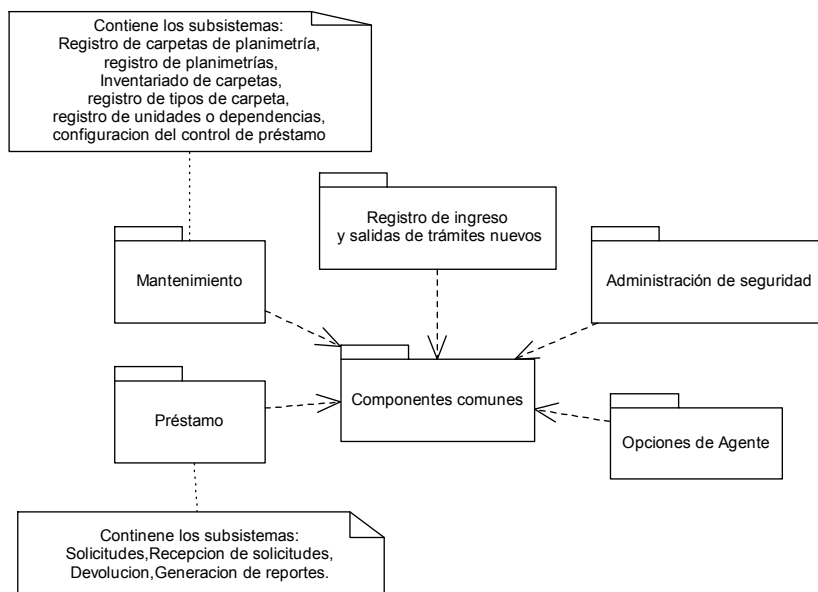 Contiene los subsistemas:
Registro de carpetas de planimetría,
registro de planimetrías,
Inventariado de carpetas,
registro de tipos de carpeta,
registro de unidades o dependencias,
configuracion del control de préstamo
Registro de ingreso
y salidas de trámites nuevos
Mantenimiento
Administración de seguridad
Componentes comunes
Préstamo
Opciones de Agente
Continene los subsistemas:
Solicitudes,Recepcion de solicitudes,
Devolucion,Generacion de reportes.